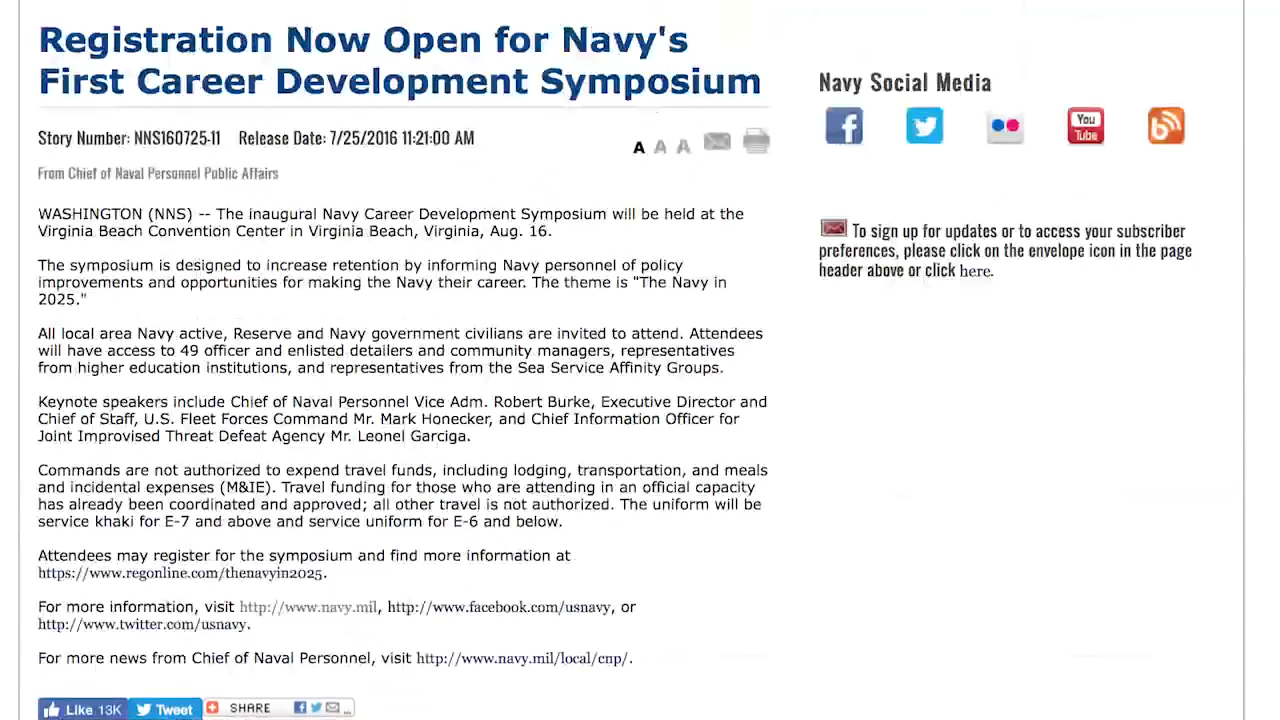 Registration Now Open for Navy's
First Career Development Symposium
Story Number: NNS160725-11 Release Date: 7/25/2016 11:21:00 AM
A A A
From Chief of Naval Personnel Public Affairs
WASHINGTON (NNS) -- The inaugural Navy Career Development Symposium will be held at the
Virginia Beach Convention Center in Virginia Beach, Virginia, Aug. 16.
The symposium is designed to increase retention by informing Navy personnel of policy
improvements and opportunities for making the Navy their career. The theme is "The Navy in
2025."
All local area Navy active, Reserve and Navy government civilians are invited to attend. Attendees
will have access to 49 officer and enlisted detailers and community managers, representatives
from higher education institutions, and representatives from the Sea Service Affinity Groups.
Keynote speakers include Chief of Naval Personnel Vice Adm. Robert Burke, Executive Director and
Chief of Staff, U.S. Fleet Forces Command Mr. Mark Honecker, and Chief Information Officer for
Joint Improvised Threat Defeat Agency Mr. Leonel Garciga.
Commands are not authorized to expend travel funds, including lodging, transportation, and meals
and incidental expenses (M&IE). Travel funding for those who are attending in an official capacity
has already been coordinated and approved; all other travel is not authorized. The uniform will be
service khaki for E-7 and above and service uniform for E-6 and below.
Attendees may register for the symposium and find more information at
https://www.regonline.com/thenavyin2025.
For more information, visit http://www.navy.mil, http://www.facebook.com/usnavy, or
http://www.twitter.com/usnavy.
For more news from Chief of Naval Personnel, visit http://www.navy.mil/local/cnp/.
Like 13K Tweet SHARE ...
Navy Social Media
You
Tube
To sign up for updates or to access your subscriber
preferences, please click on the envelope icon in the page
header above or click here.